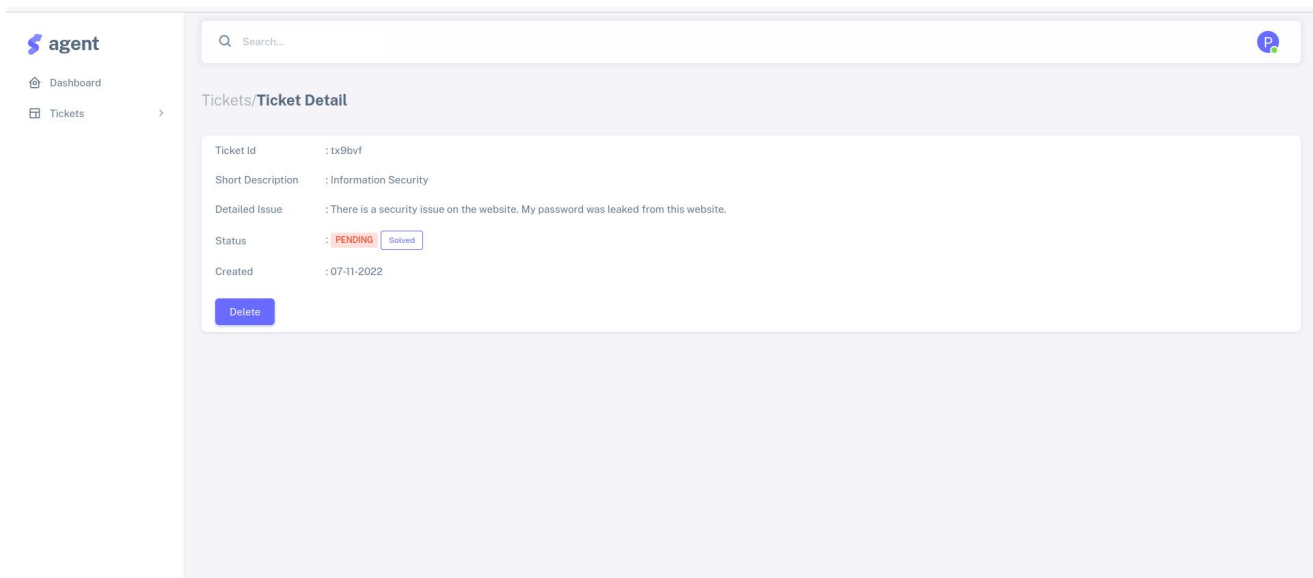 agent
Dashboard
Tickets
Search...
P
Tickets/Ticket Detail
Ticket Id : tx9bvf
Short Description : Information Security
Detailed Issue : There is a security issue on the website. My password was leaked from this website.
Status : PENDING Solved
Created : 07-11-2022
Delete